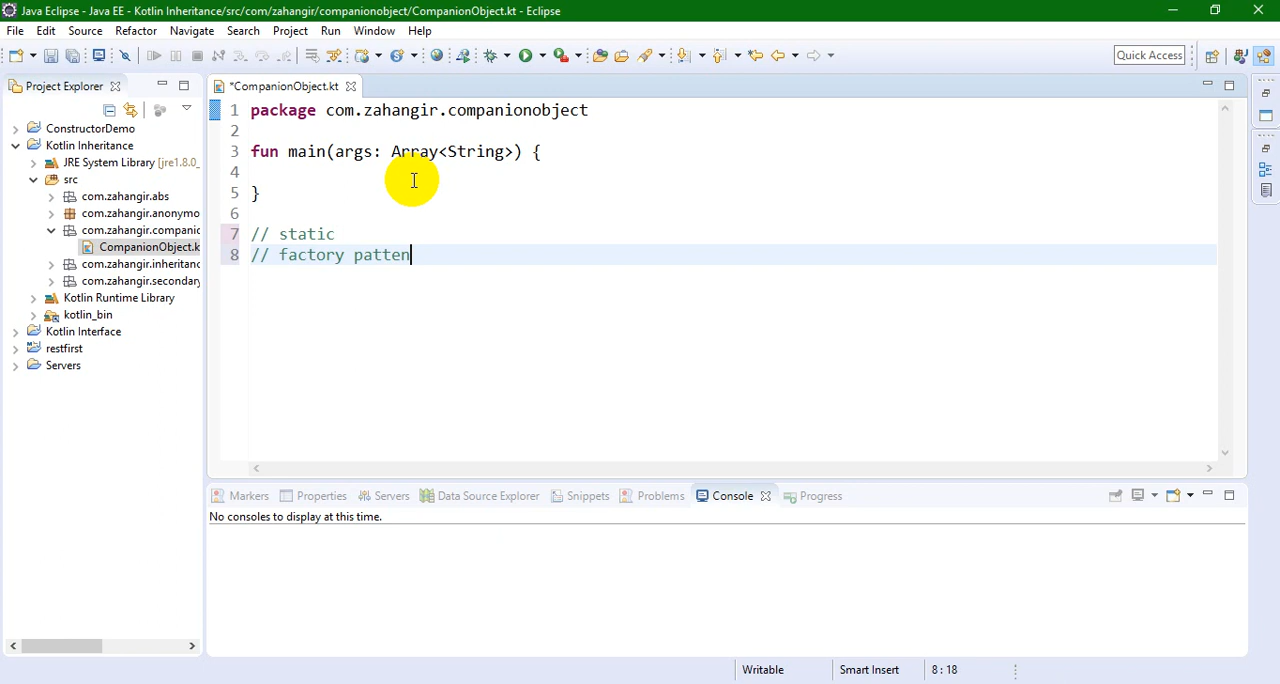 Java Eclipse - Java EE - Kotlin Inheritance/src/com/zahangir/companionobject/CompanionObject.kt - Eclipse
File Edit Source Refactor Navigate Search Project Run Window Help
Quick Access
Project Explorer
*CompanionObject.kt
ConstructorDemo
Kotlin Inheritance
JRE System Library [jre1.8.0_
src
com.zahangir.abs
com.zahangir.anonymo
com.zahangir.companic
CompanionObject.k
com.zahangir.inheritanc
com.zahangir.secondary
Kotlin Runtime Library
kotlin_bin
Kotlin Interface
restfirst
Servers
1 package com.zahangir.companionobject
2
3 fun main(args: Array<String>) {
4
5 }
6
7 // static
8 // factory patten
Markers Properties Servers Data Source Explorer Snippets Problems Console Progress
No consoles to display at this time.
Writable Smart Insert 8 : 18